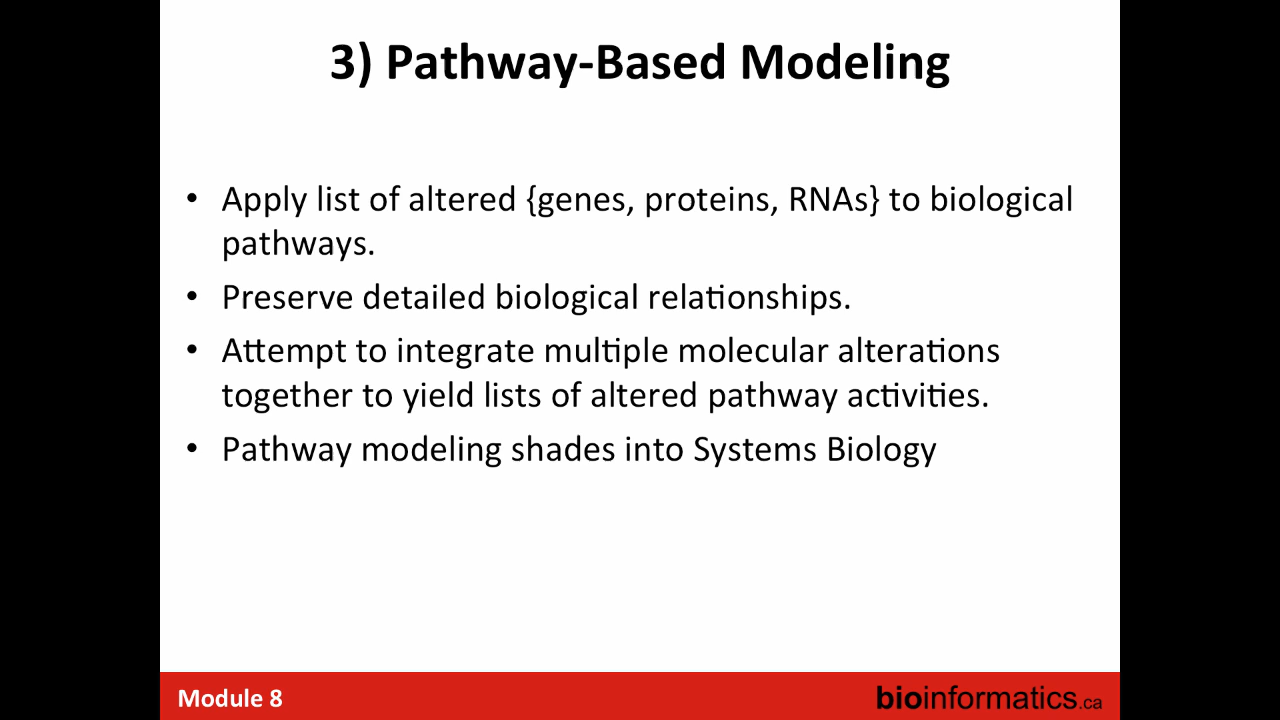 3) Pathway-Based Modeling
• Apply list of altered {genes, proteins, RNAs} to biological
pathways.
• Preserve detailed biological relationships.
• Attempt to integrate multiple molecular alterations
together to yield lists of altered pathway activities.
• Pathway modeling shades into Systems Biology
Module 8
bioinformatics.ca